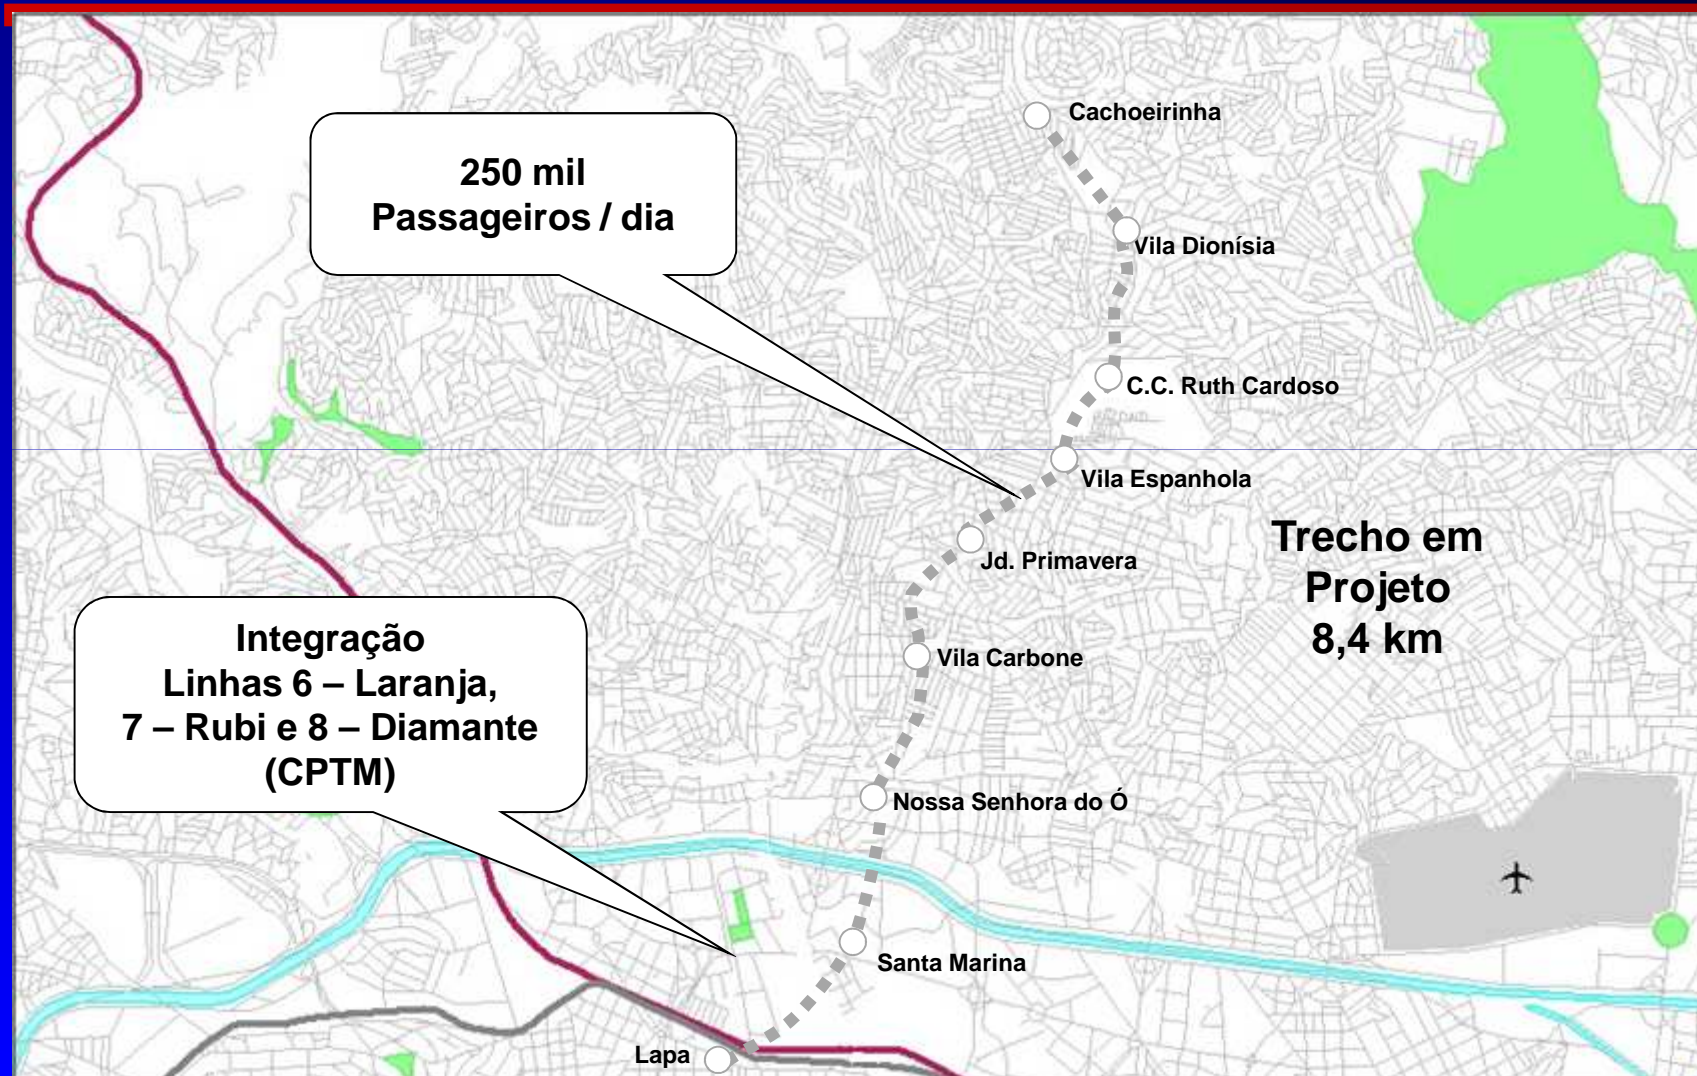 Cachoeirinha
250 mil
Passageiros / dia
Vila Dionísia
C.C. Ruth Cardoso
Vila Espanhola
Trecho em
Projeto
8,4 km
Jd. Primavera
Integração
Linhas 6 – Laranja,
7 – Rubi e 8 – Diamante
(CPTM)
Vila Carbone
Nossa Senhora do Ó
Santa Marina
Lapa